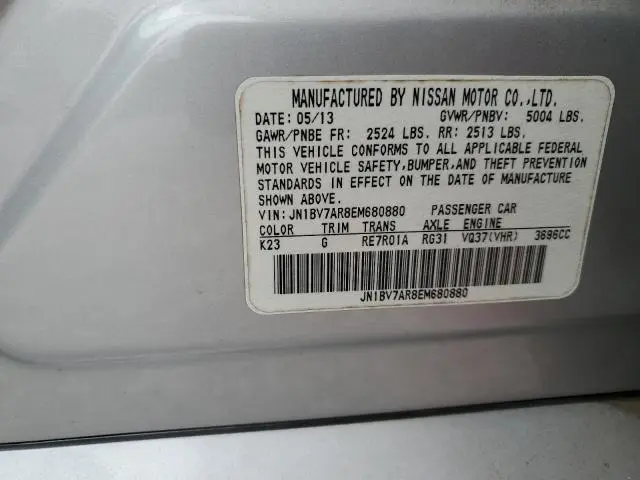 MANUFACTURED BY NISSAN MOTOR CO.,LTD.
DATE: 05/13 GVWR/PNBV: 5004 LBS.
GAWR/PNBE FR: 2524 LBS. RR: 2513 LBS.
THIS VEHICLE CONFORMS TO ALL APPLICABLE FEDERAL
MOTOR VEHICLE SAFETY,BUMPER,AND THEFT PREVENTION
STANDARDS IN EFFECT ON THE DATE OF MANUFACTURE
SHOWN ABOVE.
VIN:JN1BV7AR8EM680880 PASSENGER CAR
COLOR TRIM TRANS AXLE ENGINE
K23 G RE7R01A RG31 VQ37(VHR) 3696CC
JN1BV7AR8EM680880